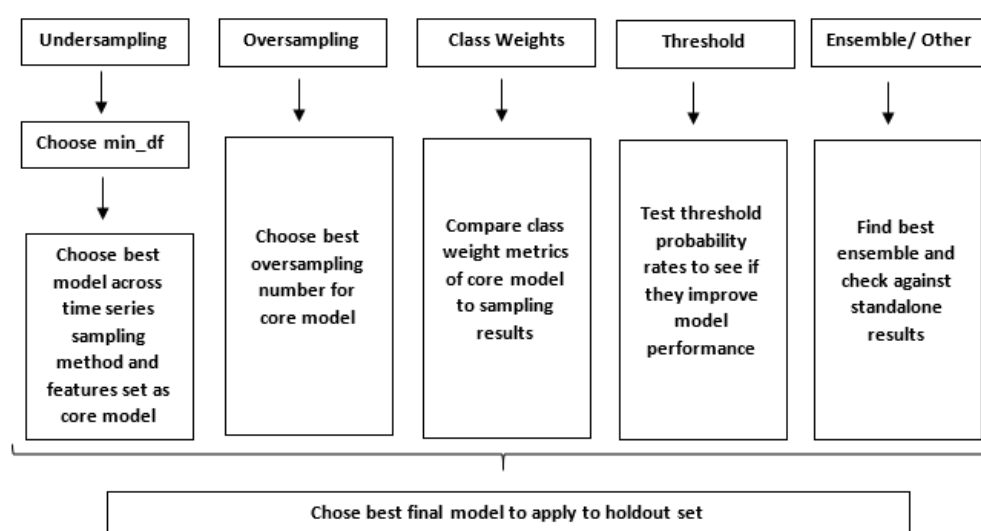 Undersampling
Oversampling
Class Weights
Threshold
Ensemble/ Other
Choose min_df
Choose best
model across
time series
sampling
method and
features set as
core model
Choose best
oversampling
number for
core model
Compare class
weight metrics
of core model
to sampling
results
Test threshold
probability
rates to see if
they improve
model
performance
Find best
ensemble and
check against
standalone
results
Chose best final model to apply to holdout set